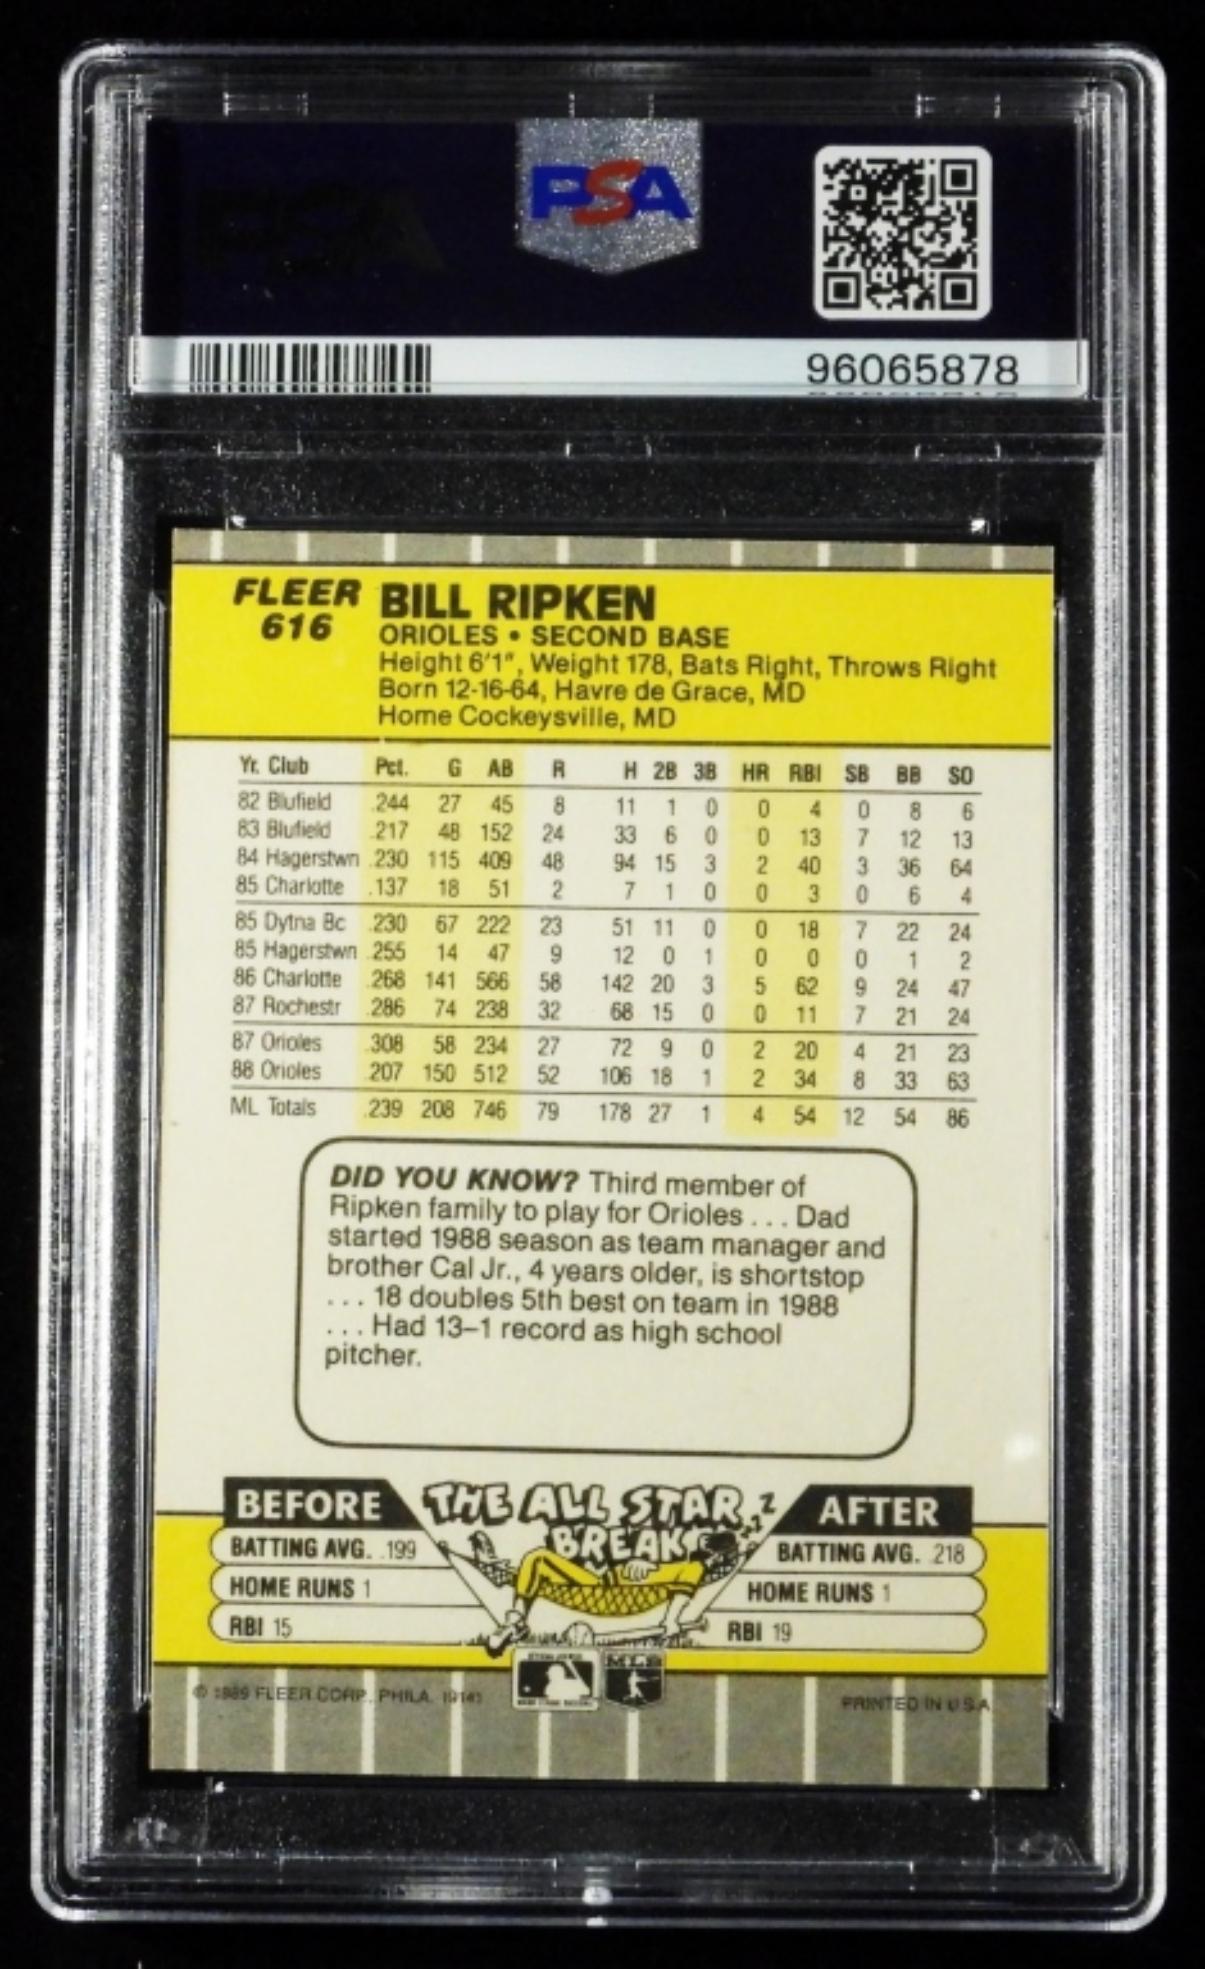 PSA
96065878
FLEER
616
BILL RIPKEN
ORIOLES • SECOND BASE
Height 6'1", Weight 178, Bats Right, Throws Right
Born 12-16-64, Havre de Grace, MD
Home Cockeysville, MD
Yr. Club Pct. G AB R H 2B 3B HR RBI SB BB SO
82 Blufield .244 27 45 8 11 1 0 0 4 0 8 6
83 Blufield .217 48 152 24 33 6 0 0 13 7 12 13
84 Hagerstwn .230 115 409 48 94 15 3 2 40 3 36 64
85 Charlotte .137 18 51 2 7 1 0 0 3 0 6 4
85 Dytna Bc .230 67 222 23 51 11 0 0 18 7 22 24
85 Hagerstwn .255 14 47 9 12 0 1 0 0 0 1 2
86 Charlotte .268 141 566 58 142 20 3 5 62 9 24 47
87 Rochestr .286 74 238 32 68 15 0 0 11 7 21 24
87 Orioles .308 58 234 27 72 9 0 2 20 4 21 23
88 Orioles .207 150 512 52 106 18 1 2 34 8 33 63
ML Totals .239 208 746 79 178 27 1 4 54 12 54 86
DID YOU KNOW? Third member of
Ripken family to play for Orioles . . . Dad
started 1988 season as team manager and
brother Cal Jr., 4 years older, is shortstop
. . . 18 doubles 5th best on team in 1988
. . . Had 13–1 record as high school
pitcher.
BEFORE THE ALL STAR BREAK AFTER
BATTING AVG. .199
HOME RUNS 1
RBI 15
BATTING AVG. .218
HOME RUNS 1
RBI 19
MLB
© 1989 FLEER CORP., PHILA. 19141
PRINTED IN U.S.A.